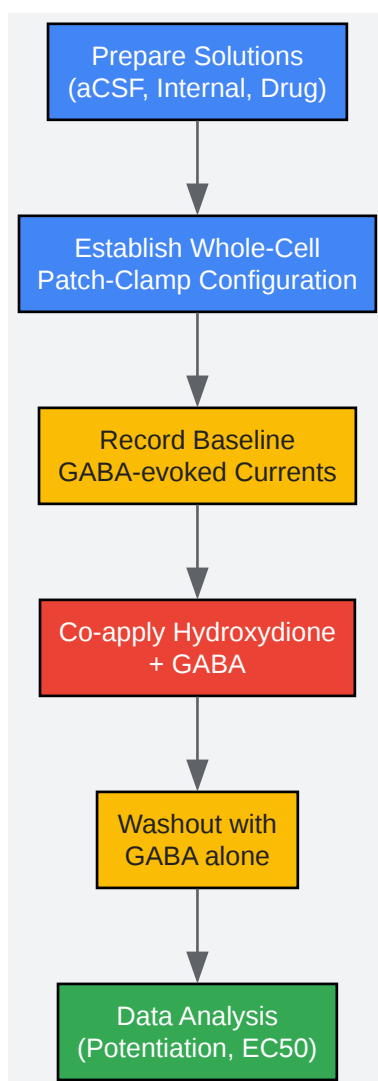 Prepare Solutions
(aCSF, Internal, Drug)
Establish Whole-Cell
Patch-Clamp Configuration
Record Baseline
GABA-evoked Currents
Co-apply Hydroxydione
+ GABA
Washout with
GABA alone
Data Analysis
(Potentiation, EC50)